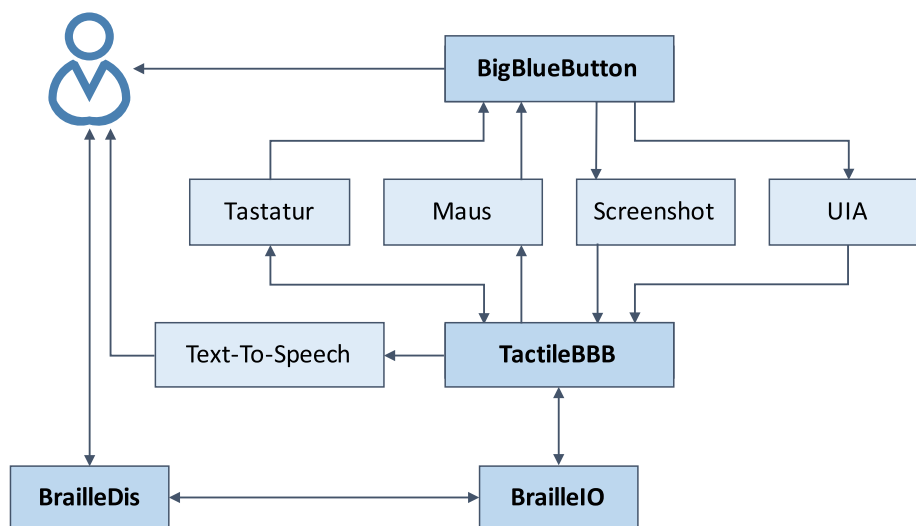 BigBlueButton
Tastatur
Maus
Screenshot
UIA
Text-To-Speech
TactileBBB
BrailleDis
BrailleIO